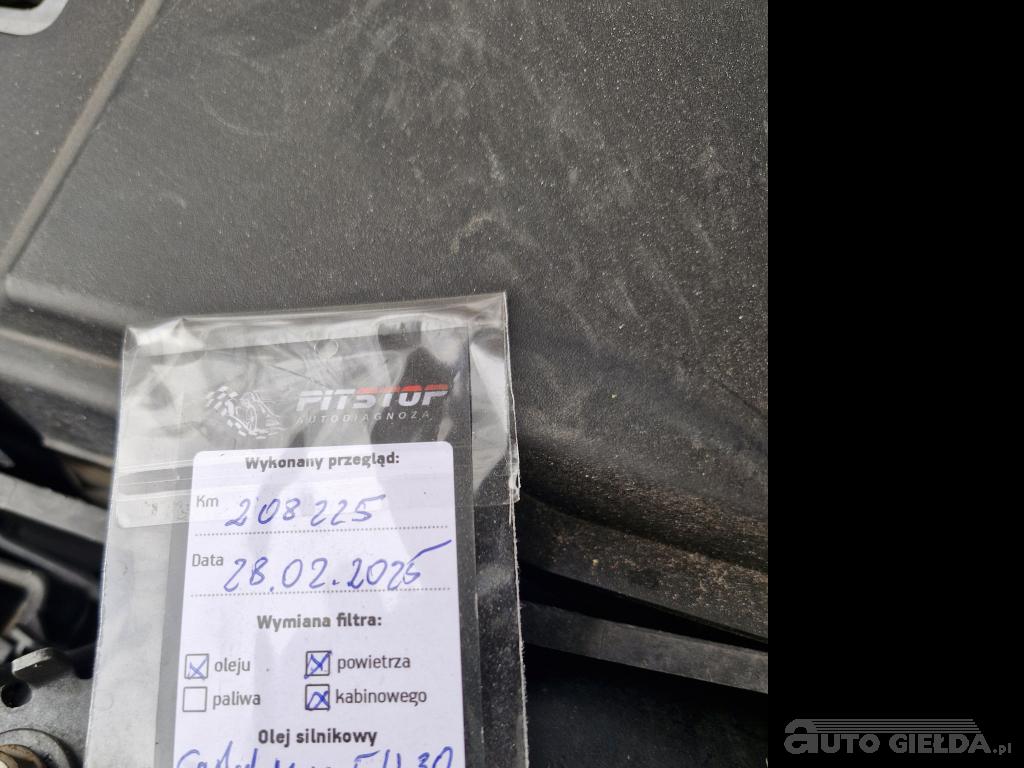 PITSTOP
AUTODIAGNOZA
Wykonany przegląd:
Km 208 225
Data 28.02.2025
Wymiana filtra:
oleju powietrza
paliwa kabinowego
Olej silnikowy
5W30
AUTO GIEŁDA.pl